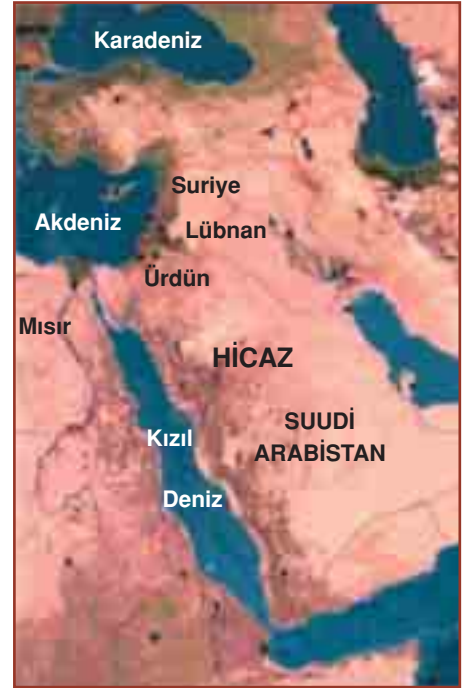 Karadeniz
Suriye
Akdeniz
Lübnan
Ürdün
Mısır
HİCAZ
SUUDİ
ARABİSTAN
Kızıl
Deniz